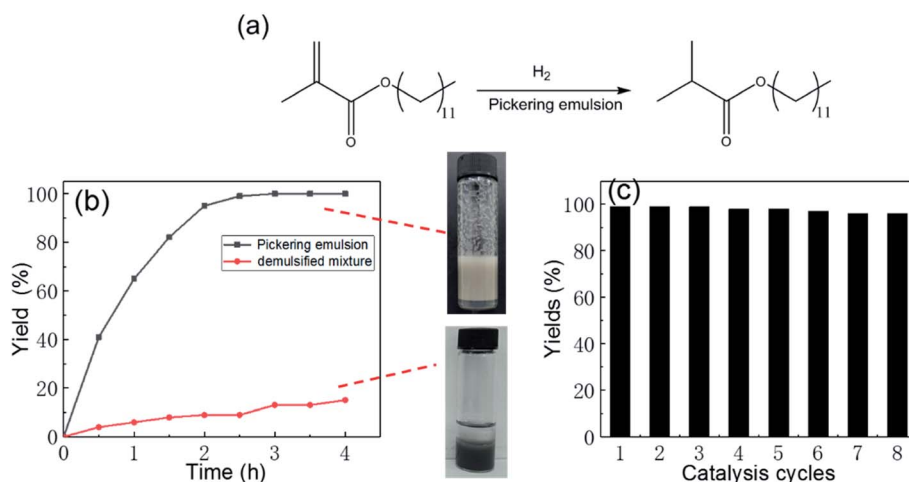 (a)
O
11
O
H2
Pickering emulsion
O
11
O
(b)
100
80
60
40
20
0
Yield (%)
Pickering emulsion
demulsified mixture
0 1 2 3 4
Time (h)
(c)
100
80
60
40
20
0
Yields (%)
1 2 3 4 5 6 7 8
Catalysis cycles